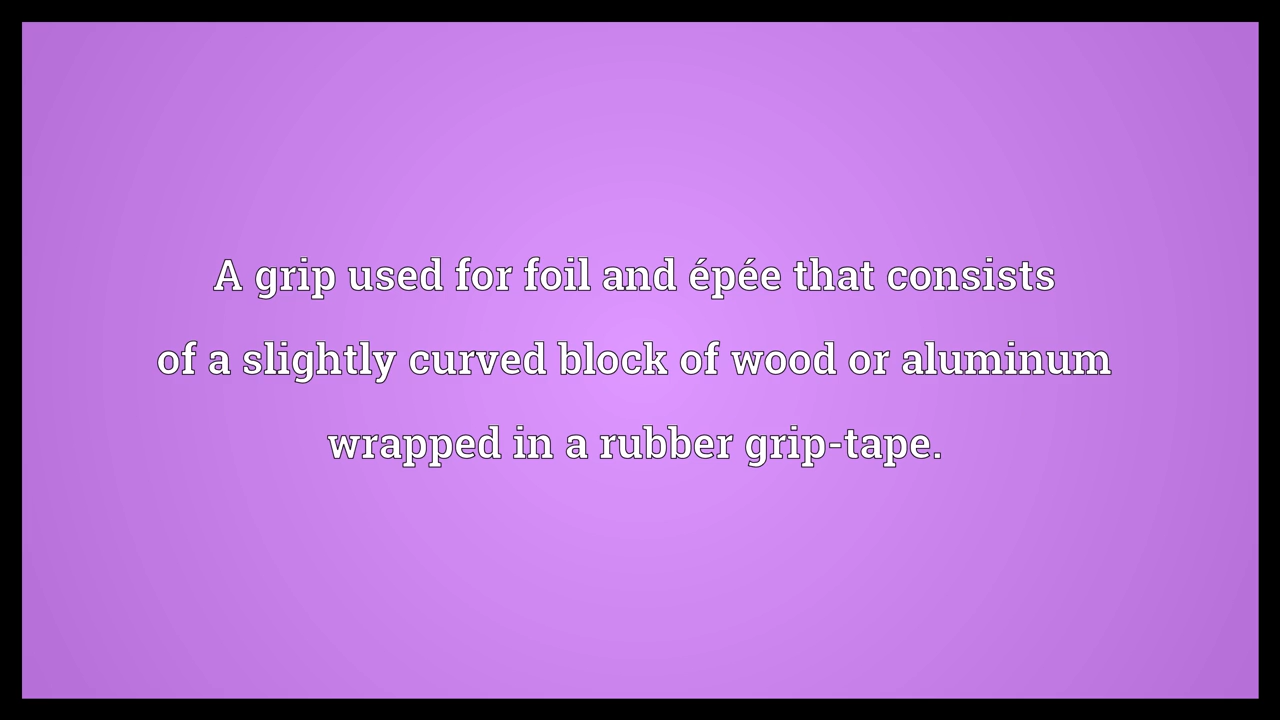 A grip used for foil and épée that consists
of a slightly curved block of wood or aluminum
wrapped in a rubber grip-tape.